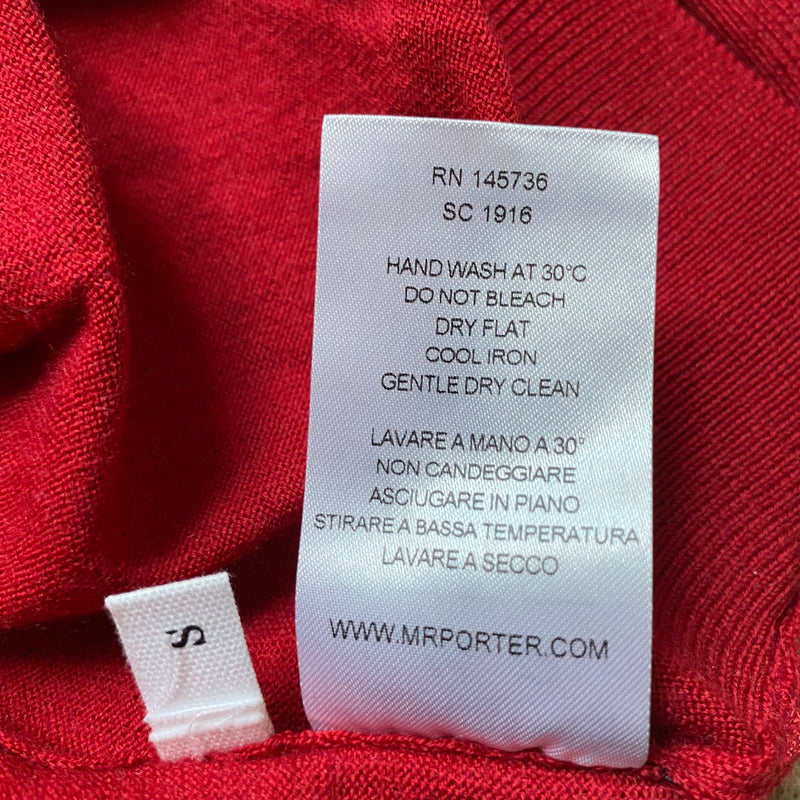 RN 145736
SC 1916
HAND WASH AT 30°C
DO NOT BLEACH
DRY FLAT
COOL IRON
GENTLE DRY CLEAN
LAVARE A MANO A 30°
NON CANDEGGIARE
ASCIUGARE IN PIANO
STIRARE A BASSA TEMPERATURA
LAVARE A SECCO
WWW.MRPORTER.COM
S